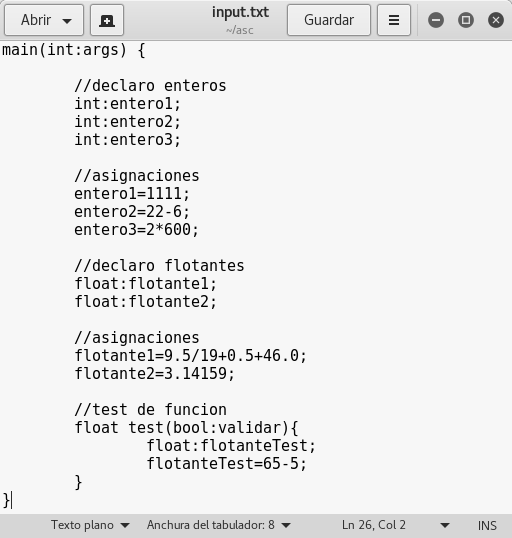 Abrir
input.txt
~/asc
Guardar
main(int:args) {
//declaro enteros
int:entero1;
int:entero2;
int:entero3;
//asignaciones
entero1=1111;
entero2=22-6;
entero3=2*600;
//declaro flotantes
float:flotante1;
float:flotante2;
//asignaciones
flotante1=9.5/19+0.5+46.0;
flotante2=3.14159;
//test de funcion
float test(bool:validar){
float:flotanteTest;
flotanteTest=65-5;
}
}
Texto plano Anchura del tabulador: 8 Ln 26, Col 2 INS